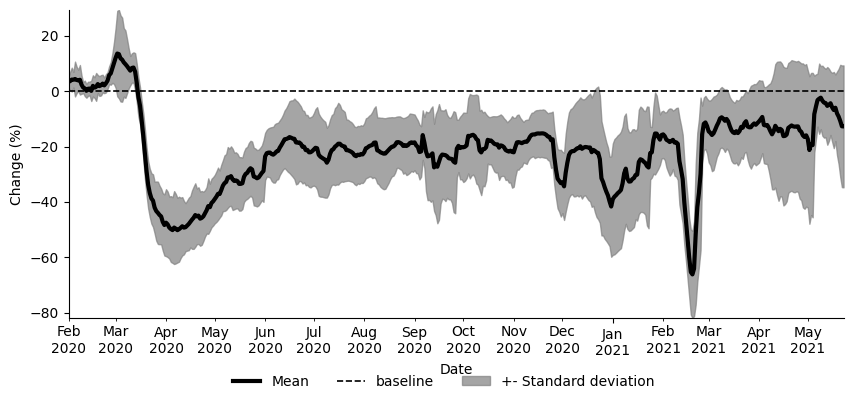 Change (%)
20
0
−20
−40
−60
−80
Feb Mar Apr May Jun Jul Aug Sep Oct Nov Dec Jan Feb Mar Apr May
2020 2020 2020 2020 2020 2020 2020 2020 2020 2020 2020 2021 2021 2021 2021 2021
Date
Mean baseline +- Standard deviation